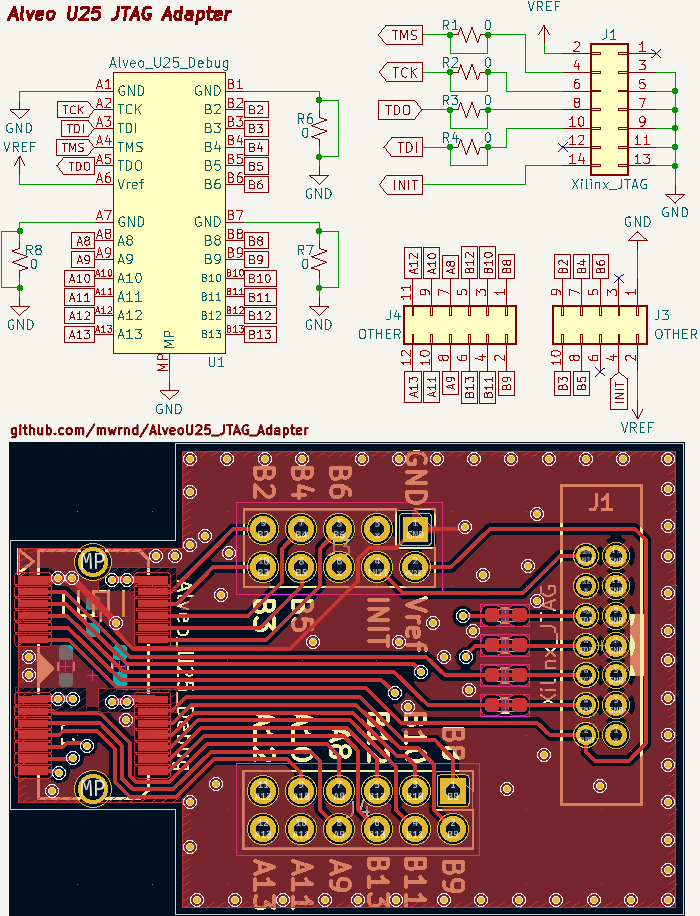 Alveo U25 JTAG Adapter
Alveo_U25_Debug
A1 GND
A2 TCK
A3 TDI
A4 TMS
A5 TDO
A6 Vref
A7 GND
A8 A8
A9 A9
A10 A10
A11 A11
A12 A12
A13 A13
B1 GND
B2 B2
B3 B3
B4 B4
B5 B5
B6 B6
B7 GND
B8 B8
B9 B9
B10 B10
B11 B11
B12 B12
B13 B13
MP MP
U1
GND
GND
VREF
TCK
TDI
TMS
TDO
A8
A9
A10
A11
A12
A13
B2
B3
B4
B5
B6
B8
B9
B10
B11
B12
B13
R6
0
GND
R7
0
GND
R8
0
GND
VREF
TMS R1 0
TCK R2 0
TDO R3 0
TDI R4 0
INIT
J1
2 1
4 3
6 5
8 7
10 9
12 11
14 13
Xilinx_JTAG
GND
A12 A10 A8 B12 B10 B8
11 9 7 5 3 1
J4
OTHER
12 10 8 6 4 2
A13 A11 A9 B13 B11 B9
GND
B2 B4 B6
9 7 5 3 1
J3
OTHER
10 8 6 4 2
B3 B5 INIT
VREF
github.com/mwrnd/AlveoU25_JTAG_Adapter
B2 B4 B6 GND
J1
MP
B3 B5 INIT Vref
Xilinx_JTAG
MP
B8
A13 A11 A9 B13 B11 B9